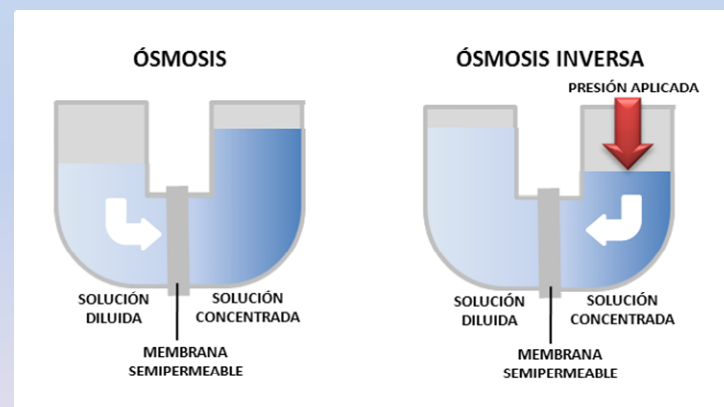 ÓSMOSIS
SOLUCIÓN
DILUIDA
SOLUCIÓN
CONCENTRADA
MEMBRANA
SEMIPERMEABLE
ÓSMOSIS INVERSA
PRESIÓN APLICADA
SOLUCIÓN
DILUIDA
SOLUCIÓN
CONCENTRADA
MEMBRANA
SEMIPERMEABLE